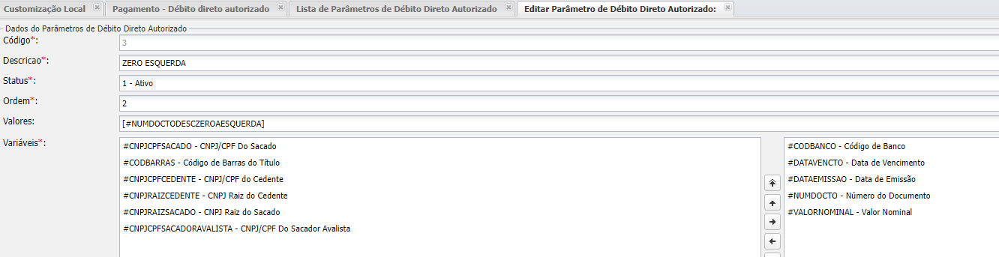 Customização Local
Pagamento - Débito direto autorizado
Lista de Parâmetros de Débito Direto Autorizado
Editar Parâmetro de Débito Direto Autorizado:
Dados do Parâmetros de Débito Direto Autorizado
Código*:
3
Descricao*:
ZERO ESQUERDA
Status*:
1 - Ativo
Ordem*:
2
Valores:
[#NUMDOCTODESCZEROAESQUERDA]
Variáveis*:
#CNPJCPFSACADO - CNPJ/CPF Do Sacado
#CODBARRAS - Código de Barras do Título
#CNPJCPFCEDENTE - CNPJ/CPF do Cedente
#CNPJRAIZCEDENTE - CNPJ Raiz do Cedente
#CNPJRAIZSACADO - CNPJ Raiz do Sacado
#CNPJCPFSACADORAVALISTA - CNPJ/CPF Do Sacador Avalista
#CODBANCO - Código de Banco
#DATAVENCTO - Data de Vencimento
#DATAEMISSAO - Data de Emissão
#NUMDOCTO - Número do Documento
#VALORNOMINAL - Valor Nominal